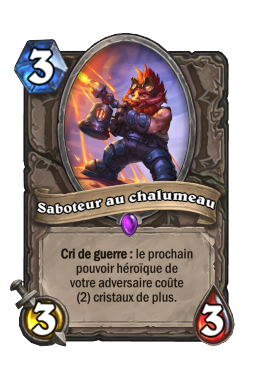 3
Saboteur au chalumeau
Cri de guerre : le prochain
pouvoir héroïque de
votre adversaire coûte
(2) cristaux de plus.
3
3